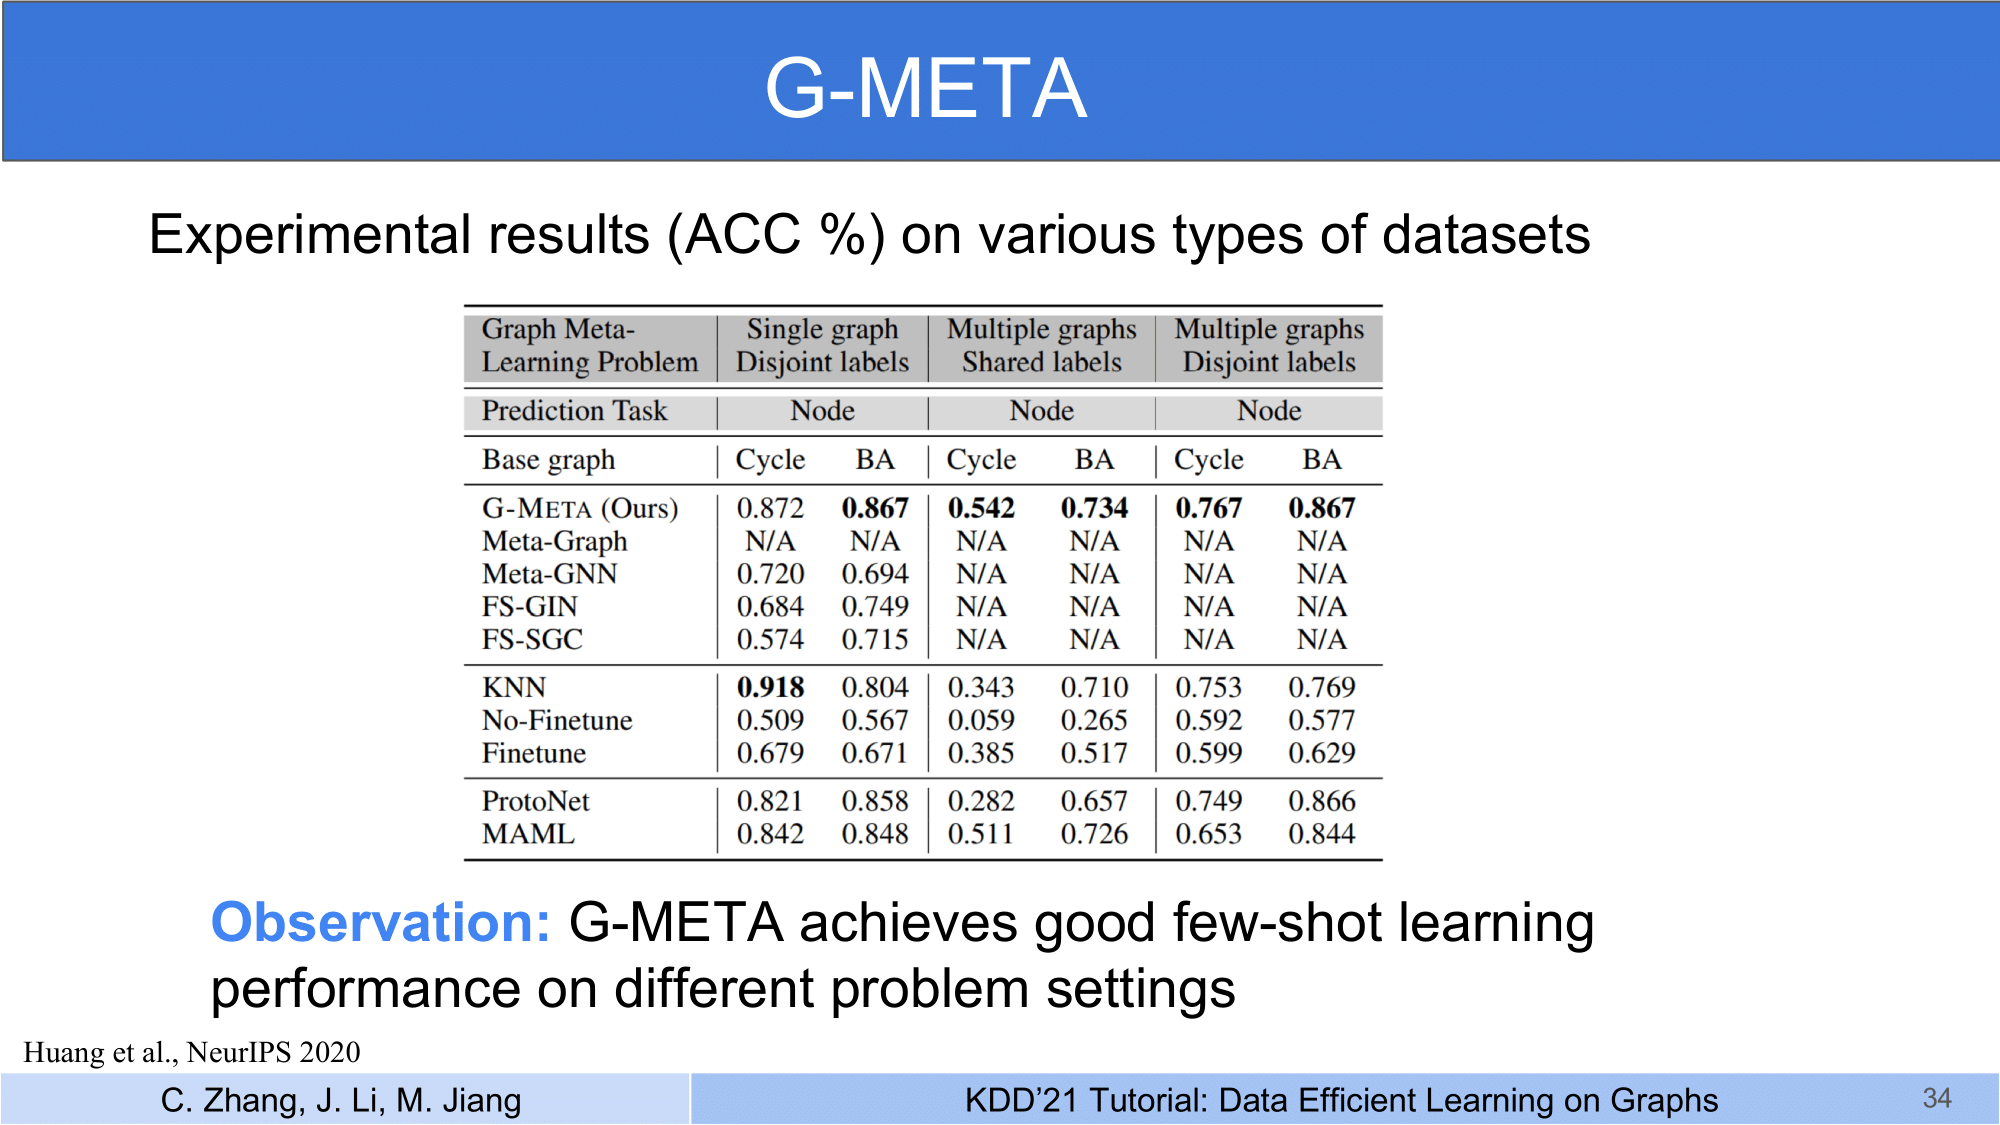 G-META
Experimental results (ACC %) on various types of datasets
Graph Meta-Learning Problem | Single graph Disjoint labels | Multiple graphs Shared labels | Multiple graphs Disjoint labels
Prediction Task | Node | Node | Node
Base graph | Cycle BA | Cycle BA | Cycle BA
G-META (Ours) | 0.872 0.867 | 0.542 0.734 | 0.767 0.867
Meta-Graph | N/A N/A | N/A N/A | N/A N/A
Meta-GNN | 0.720 0.694 | N/A N/A | N/A N/A
FS-GIN | 0.684 0.749 | N/A N/A | N/A N/A
FS-SGC | 0.574 0.715 | N/A N/A | N/A N/A
KNN | 0.918 0.804 | 0.343 0.710 | 0.753 0.769
No-Finetune | 0.509 0.567 | 0.059 0.265 | 0.592 0.577
Finetune | 0.679 0.671 | 0.385 0.517 | 0.599 0.629
ProtoNet | 0.821 0.858 | 0.282 0.657 | 0.749 0.866
MAML | 0.842 0.848 | 0.511 0.726 | 0.653 0.844
Observation: G-META achieves good few-shot learning
performance on different problem settings
Huang et al., NeurIPS 2020
C. Zhang, J. Li, M. Jiang
KDD’21 Tutorial: Data Efficient Learning on Graphs
34